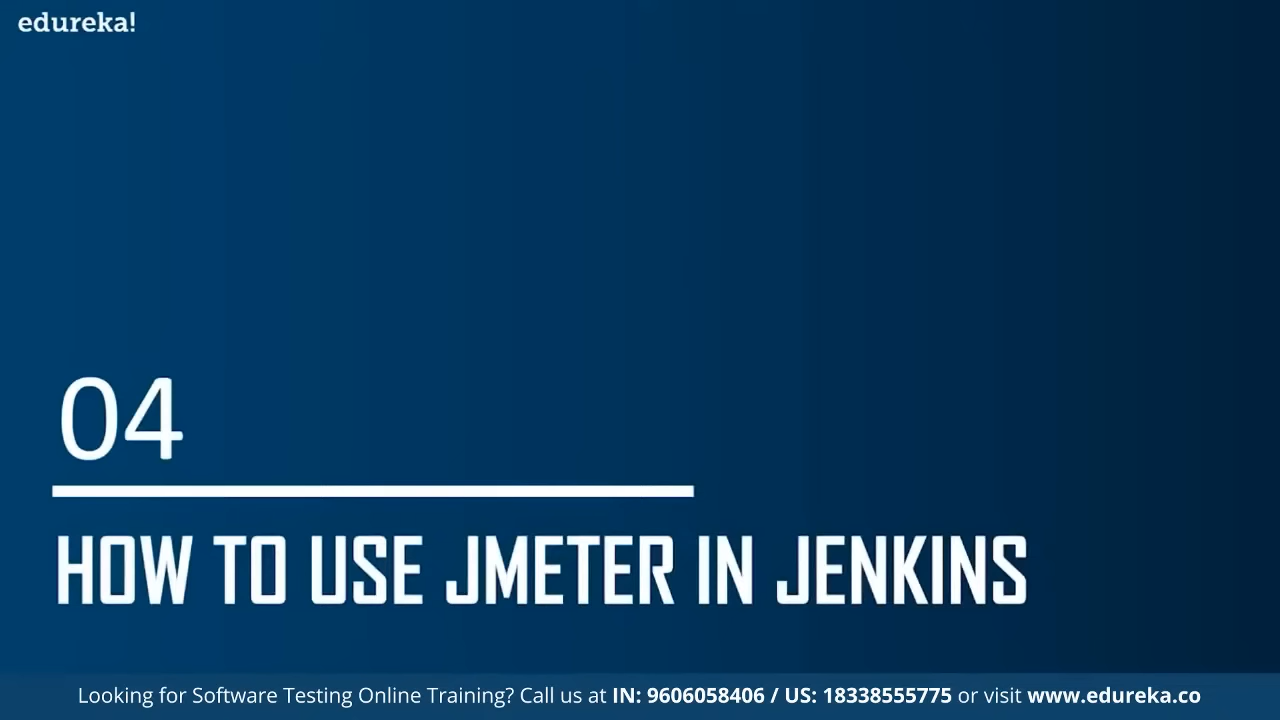 edureka!
04
HOW TO USE JMETER IN JENKINS
Looking for Software Testing Online Training? Call us at IN: 9606058406 / US: 18338555775 or visit www.edureka.co